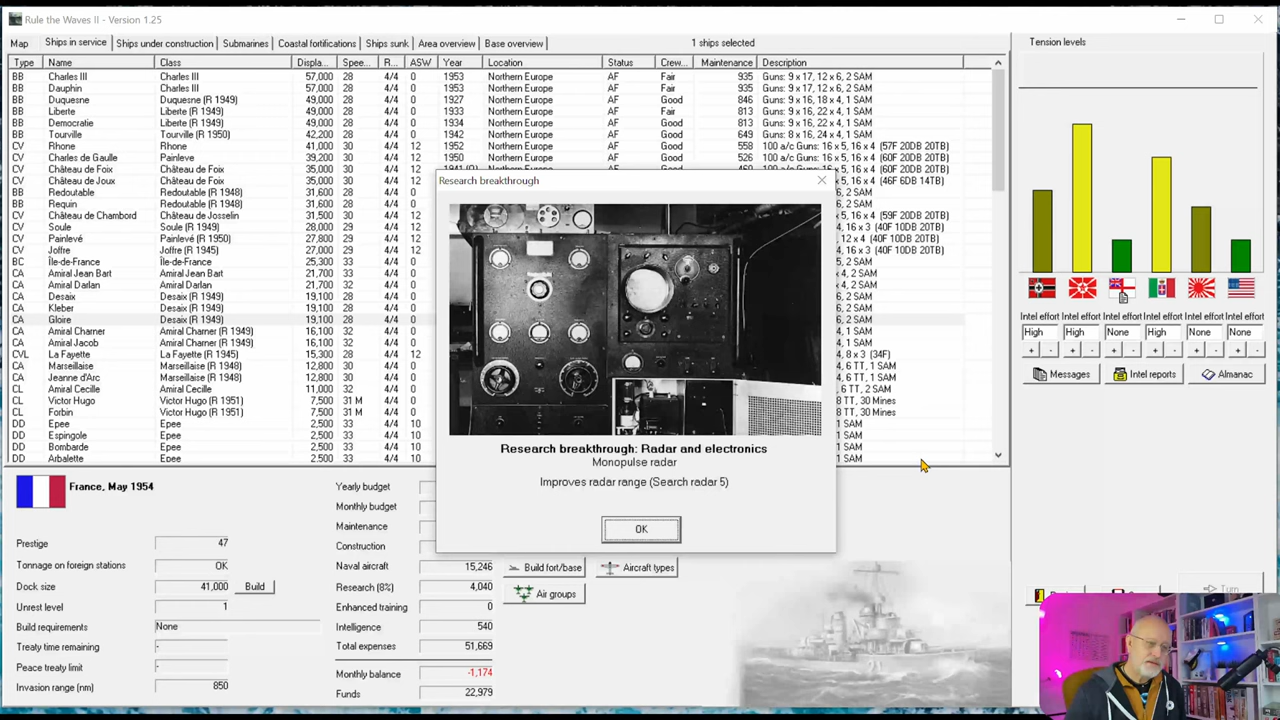 Rule the Waves II - Version 1.25
Map Ships in service Ships under construction Submarines Coastal fortifications Ships sunk Area overview Base overview 1 ships selected
Type Name Class Displa... Spee... R... ASW Year Location Status Crew... Maintenance Description
BB Charles III Charles III 57,000 28 4/4 0 1953 Northern Europe AF Fair 935 Guns: 9 x 17, 12 x 6, 2 SAM
BB Dauphin Charles III 57,000 28 4/4 0 1953 Northern Europe AF Fair 935 Guns: 9 x 17, 12 x 6, 2 SAM
BB Duquesne Duquesne (R 1949) 49,000 28 4/4 0 1927 Northern Europe AF Good 846 Guns: 9 x 16, 18 x 4, 1 SAM
BB Liberte Liberte (R 1949) 49,000 28 4/4 0 1933 Northern Europe AF Fair 813 Guns: 9 x 16, 22 x 4, 1 SAM
BB Democratie Liberte (R 1949) 49,000 28 4/4 0 1934 Northern Europe AF Good 813 Guns: 9 x 16, 22 x 4, 1 SAM
BB Tourville Tourville (R 1950) 42,200 31 4/4 0 1942 Northern Europe AF Good 649 Guns: 8 x 16, 24 x 4, 1 SAM
CV Rhone Rhone 46,000 30 4/4 12 1952 Northern Europe AF Good 558 100 a/c Guns: 16 x 5, 16 x 4 (57F 20DB 20TB)
CV Charles de Gaulle Painleve 39,200 32 4/4 12 1950 Northern Europe AF Good 526 100 a/c Guns: 16 x 5, 16 x 4 (60F 20DB 20TB)
CV Château de Foix Château de Foix 35,000 30 4/4 12
CV Château de Joux Château de Foix 35,000 30 4/4 12 5, 16 x 4 (46F 6DB 14TB)
BB Redoutable Redoutable (R 1948) 31,600 28 4/4 0
BB Requin Redoutable (R 1948) 31,600 28 4/4 0
CV Château de Chambord Château de Josselin 31,500 30 4/4 12 5, 16 x 4 (59F 20DB 20TB)
CV Soule Soule (R 1949) 28,000 29 4/4 12 16 x 3 (40F 10DB 20TB)
CV Painlevé Painlevé (R 1950) 27,800 29 4/4 12 12 x 4 (40F 10DB 20TB)
CV Joffre Joffre (R 1945) 27,000 29 4/4 12 16 x 3 (40F 10DB 20TB)
BC Île-de-France Île-de-France 25,300 33 4/4 0
CA Amiral Jean Bart Amiral Jean Bart 21,700 33 4/4 0 4, 2 SAM
CA Amiral Darlan Amiral Darlan 21,700 32 4/4 0 4, 2 SAM
CA Desaix Desaix (R 1949) 19,100 28 4/4 0 6, 2 SAM
CA Kleber Desaix (R 1949) 19,100 28 4/4 0 6, 2 SAM
CA Gloire Desaix (R 1949) 19,100 28 4/4 0 6, 2 SAM
CA Amiral Charner Amiral Charner (R 1949) 16,100 32 4/4 0 4, 1 SAM
CA Amiral Jacob Amiral Charner (R 1949) 16,100 32 4/4 0 4, 1 SAM
CVL La Fayette La Fayette (R 1945) 15,300 28 4/4 12 4, 8 x 3 (34F)
CA Marseillaise Marseillaise (R 1948) 11,900 30 4/4 0 4, 6 TT, 1 SAM
CA Jeanne d'Arc Marseillaise (R 1948) 11,900 30 4/4 0 4, 6 TT, 1 SAM
CL Amiral Cecille Amiral Cecille 11,000 32 4/4 0 6 TT, 2 SAM
CL Victor Hugo Victor Hugo (R 1951) 7,500 31 M 4/4 0 8 TT, 30 Mines
CL Forbin Victor Hugo (R 1951) 7,500 31 M 4/4 0 8 TT, 30 Mines
DD Epee Epee 2,500 33 4/4 10 1 SAM
DD Espingole Epee 2,500 33 4/4 10 1 SAM
DD Bombarde Epee 2,500 33 4/4 10 1 SAM
DD Arbalette Epee 2,500 33 4/4 10 1 SAM
Research breakthrough
Research breakthrough: Radar and electronics
Monopulse radar
Improves radar range (Search radar 5)
OK
Tension levels
Intel effort Intel effort Intel effort Intel effort Intel effort Intel effort
High High None High None None
+ - + - + - + - + - + -
Messages Intel reports Almanac
France, May 1954
Prestige 47
Tonnage on foreign stations OK
Dock size 41,000 Build
Unrest level 1
Build requirements None
Treaty time remaining -
Peace treaty limit -
Invasion range (nm) 850
Yearly budget
Monthly budget
Maintenance
Construction
Naval aircraft 15,246
Research (8%) 4,040
Enhanced training 0
Intelligence 540
Total expenses 51,669
Monthly balance -1,174
Funds 22,979
Build fort/base Aircraft types
Air groups
Turn